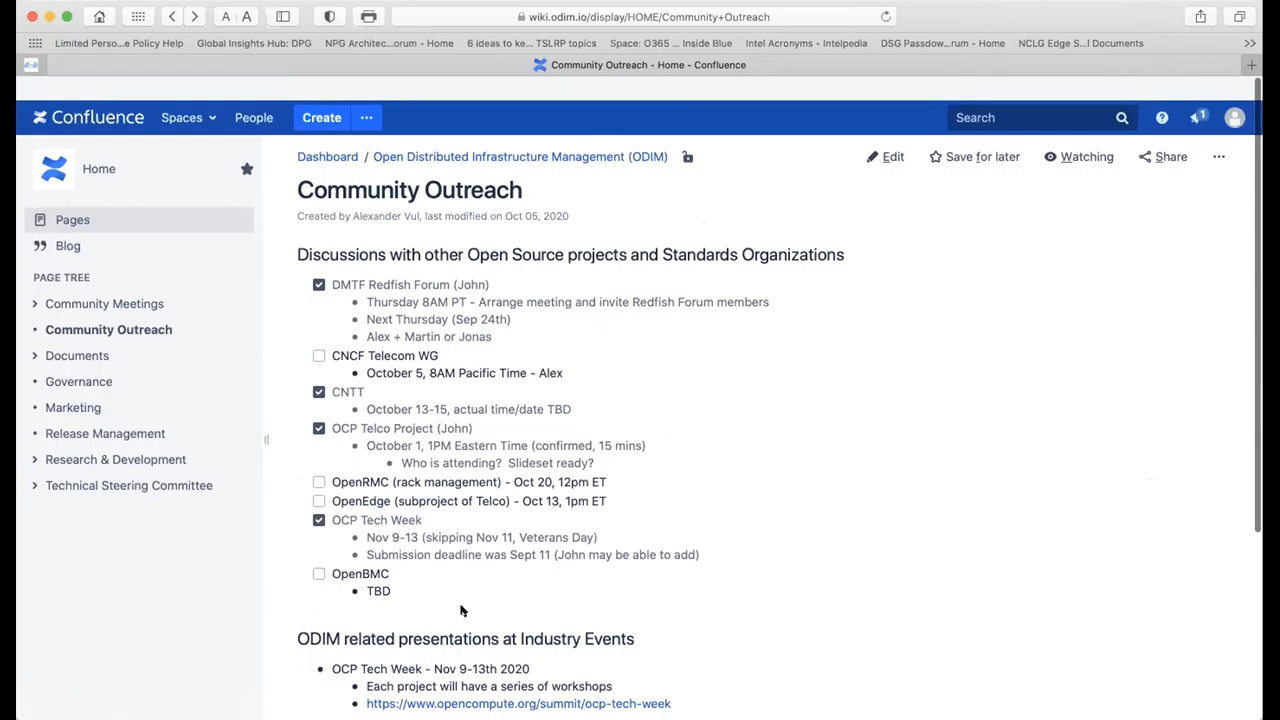 A A
wiki.odim.io/display/HOME/Community+Outreach
Limited Perso...e Policy Help Global Insights Hub: DPG NPG Architec...orum - Home 6 ideas to ke... TSLRP topics Space: O365 ... Inside Blue Intel Acronyms - Intelpedia DSG Passdow...rum - Home NCLG Edge S...l Documents
Community Outreach - Home - Confluence
Confluence Spaces People Create ··· Search 1
Home
Dashboard / Open Distributed Infrastructure Management (ODIM) Edit Save for later Watching Share ···
Community Outreach
Created by Alexander Vul, last modified on Oct 05, 2020
Pages
Blog
PAGE TREE
Community Meetings
Community Outreach
Documents
Governance
Marketing
Release Management
Research & Development
Technical Steering Committee
Discussions with other Open Source projects and Standards Organizations
DMTF Redfish Forum (John)
• Thursday 8AM PT - Arrange meeting and invite Redfish Forum members
• Next Thursday (Sep 24th)
• Alex + Martin or Jonas
CNCF Telecom WG
• October 5, 8AM Pacific Time - Alex
CNTT
• October 13-15, actual time/date TBD
OCP Telco Project (John)
• October 1, 1PM Eastern Time (confirmed, 15 mins)
• Who is attending? Slideset ready?
OpenRMC (rack management) - Oct 20, 12pm ET
OpenEdge (subproject of Telco) - Oct 13, 1pm ET
OCP Tech Week
• Nov 9-13 (skipping Nov 11, Veterans Day)
• Submission deadline was Sept 11 (John may be able to add)
OpenBMC
• TBD
ODIM related presentations at Industry Events
• OCP Tech Week - Nov 9-13th 2020
• Each project will have a series of workshops
• https://www.opencompute.org/summit/ocp-tech-week